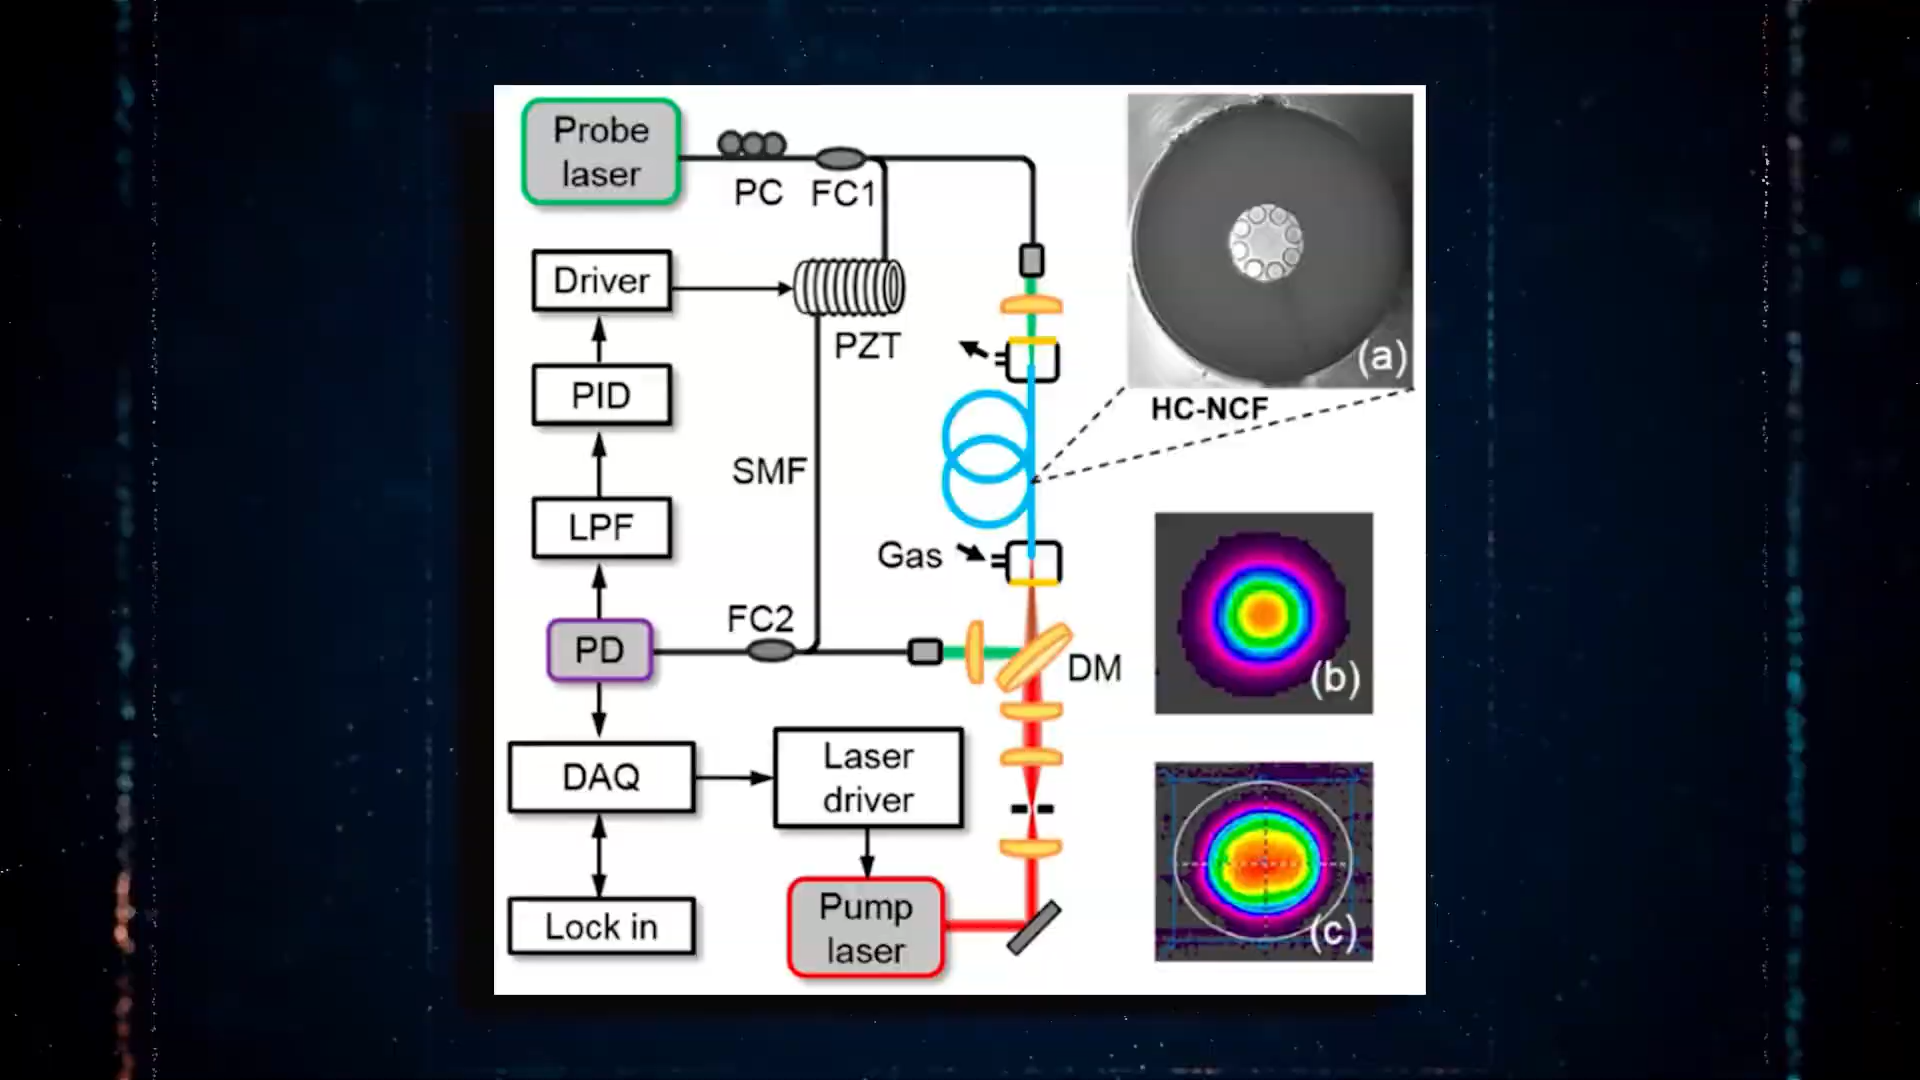 Probe
laser
PC
FC1
(a)
Driver
PZT
PID
HC-NCF
SMF
LPF
Gas
FC2
PD
DM
(b)
DAQ
Laser
driver
Lock in
Pump
laser
(c)